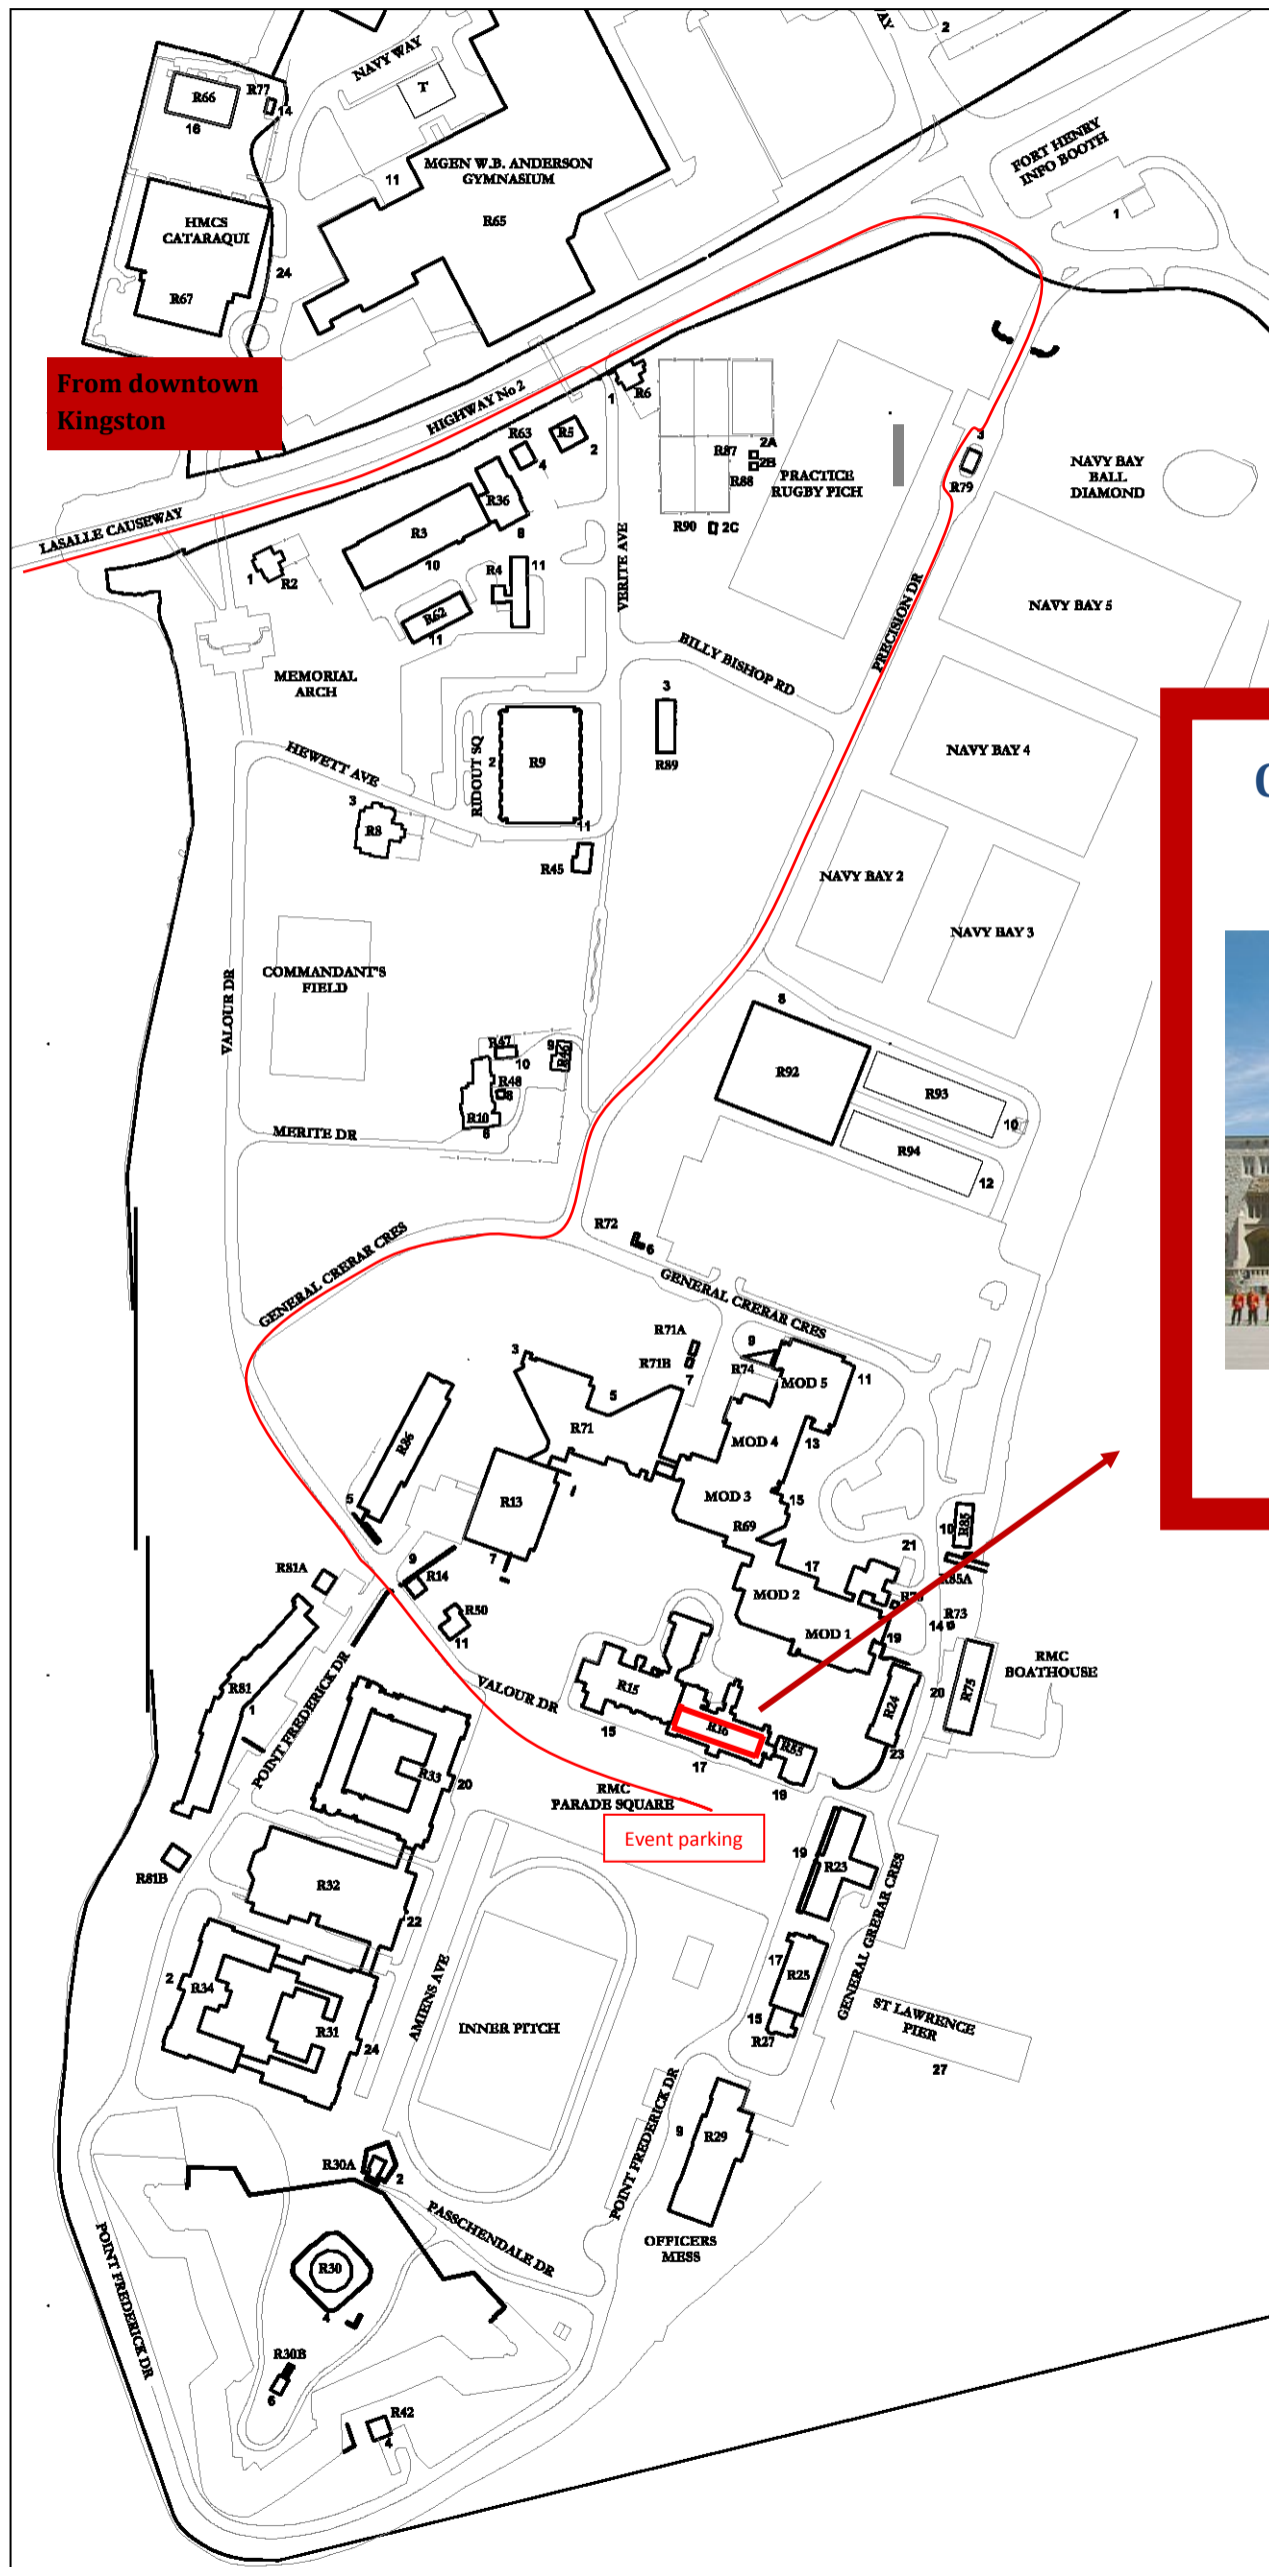 NAVY WAY
WAY
2
R66
16
R77
14
T
11
MGEN W.B. ANDERSON
GYMNASIUM
R65
FORT HENRY
INFO BOOTH
1
HMCS
CATARAQUI
24
R67
From downtown
Kingston
HIGHWAY No 2
LASALLE CAUSEWAY
1
R6
R63
4
R5
2
R36
8
R3
10
R87
2A
2B
R88
R90
2C
PRACTICE
RUGBY PICH
3
R79
NAVY BAY
BALL
DIAMOND
1
R2
R4
11
R62
11
VERITE AVE
PRECISION DR
NAVY BAY 5
BILLY BISHOP RD
MEMORIAL
ARCH
3
R89
HEWETT AVE
RIDOUT SQ
2
R9
11
NAVY BAY 4
3
R8
R45
NAVY BAY 2
NAVY BAY 3
COMMANDANT'S
FIELD
VALOUR DR
8
R92
R93
10
R94
12
R47
10
9
R46
R48
8
R10
6
MERITE DR
R72
6
GENERAL CRERAR CRES
GENERAL CRERAR CRES
R71A
R71B
7
9
R74
MOD 5
11
3
5
R71
MOD 4
13
R86
5
R13
7
MOD 3
15
R69
17
21
10
R85
R85A
R81A
9
R14
R50
11
MOD 2
MOD 1
19
14
R73
9
RMC
BOATHOUSE
R75
20
R81
1
POINT FREDERICK DR
VALOUR DR
R15
15
R16
17
R55
19
R24
23
R33
20
RMC
PARADE SQUARE
Event parking
R81B
R32
22
19
R23
GENERAL GRERAR CRES
2
R34
R31
24
AMIENS AVE
INNER PITCH
17
R25
15
R27
ST LAWRENCE
PIER
27
POINT FREDERICK DR
9
R29
OFFICERS
MESS
R30A
2
PASSCHENDALE DR
POINT FREDERICK DR
R30
4
R30B
6
R42
4